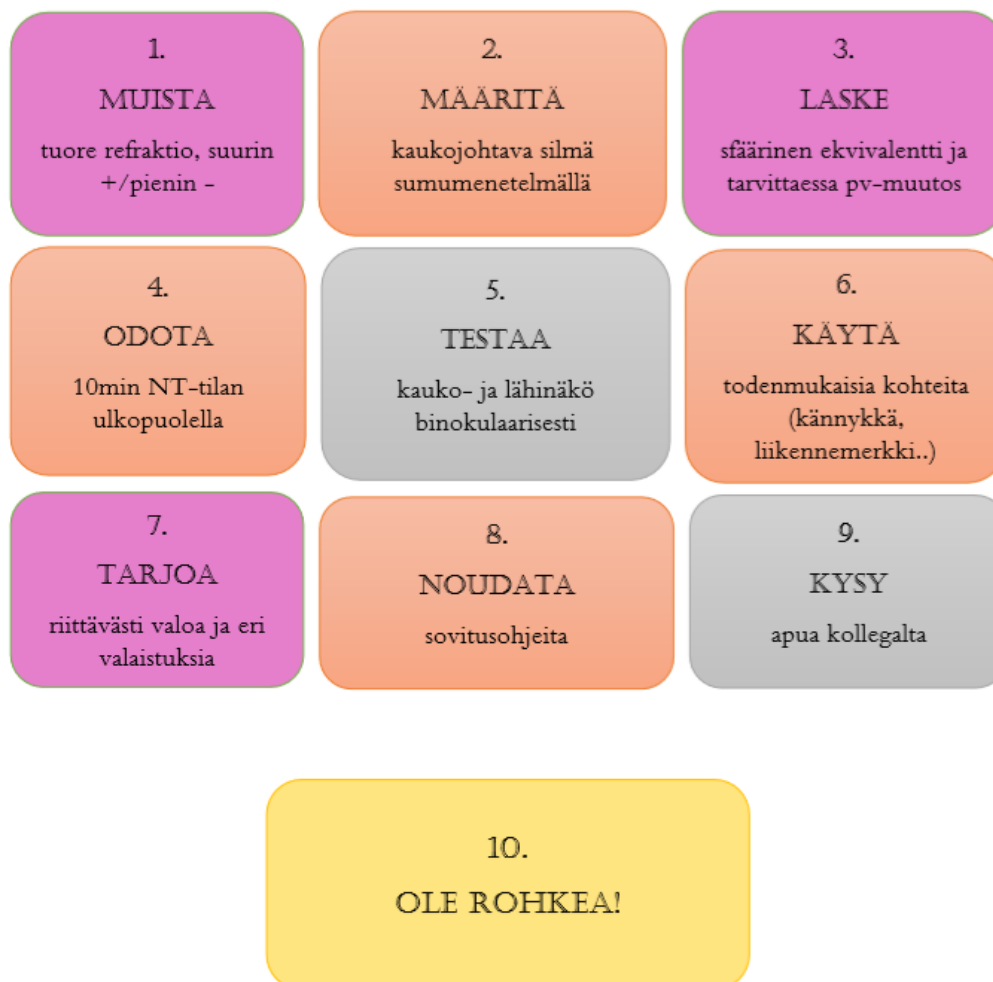 1.
MUISTA
tuore refraktio, suurin
+/pienin -
2.
MÄÄRITÄ
kaukojohtava silmä
sumumenetelmällä
3.
LASKE
sfäärinen ekvivalentti ja
tarvittaessa pv-muutos
4.
ODOTA
10min NT-tilan
ulkopuolella
5.
TESTAA
kauko- ja lähinäkö
binokulaarisesti
6.
KÄYTÄ
todenmukaisia kohteita
(kännykkä,
liikennemerkki..)
7.
TARJOA
riittävästi valoa ja eri
valaistuksia
8.
NOUDATA
sovitusohjeita
9.
KYSY
apua kollegalta
10.
OLE ROHKEA!